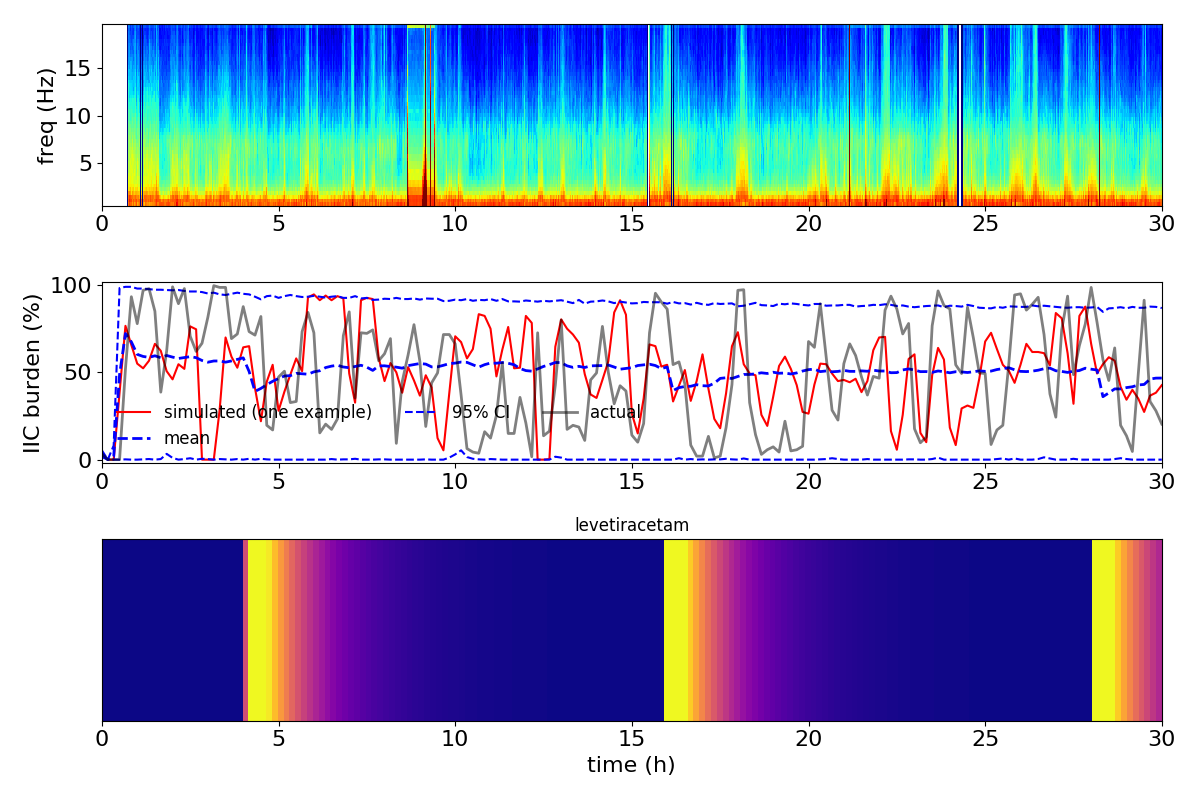 freq (Hz)
15
10
5
0 5 10 15 20 25 30
IIC burden (%)
100
50
0
simulated (one example) 95% CI actual
mean
0 5 10 15 20 25 30
levetiracetam
0 5 10 15 20 25 30
time (h)